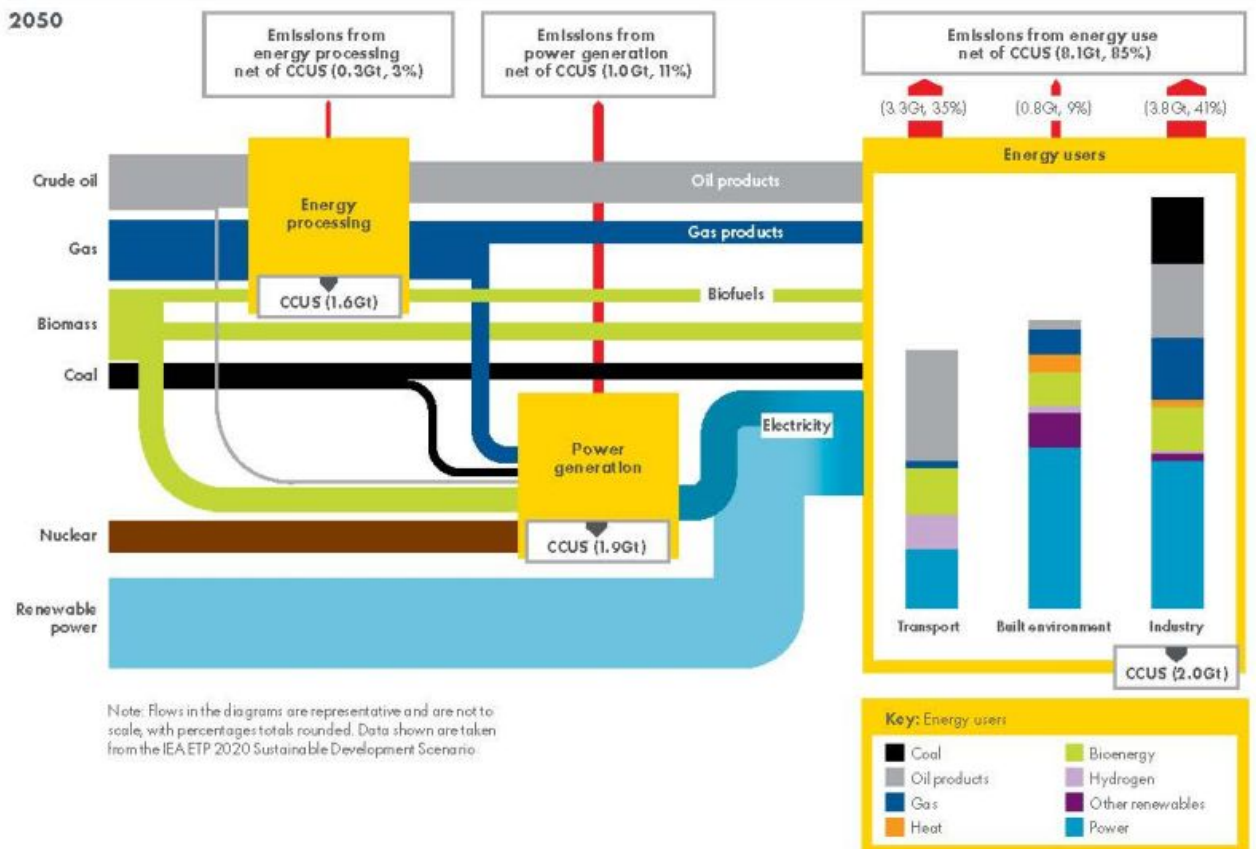 2050
Emissions from
energy processing
net of CCUS (0.3Gt, 3%)
Emissions from
power generation
net of CCUS (1.0Gt, 11%)
Emissions from energy use
net of CCUS (8.1Gt, 85%)
(3.3Gt, 35%)
(0.8Gt, 9%)
(3.8Gt, 41%)
Energy users
Crude oil
Gas
Biomass
Coal
Nuclear
Renewable
power
Energy
processing
CCUS (1.6Gt)
Oil products
Gas products
Biofuels
Electricity
Power
generation
CCUS (1.9Gt)
Transport
Built environment
Industry
CCUS (2.0Gt)
Note: Flows in the diagrams are representative and are not to
scale, with percentages totals rounded. Data shown are taken
from the IEA ETP 2020 Sustainable Development Scenario
Key: Energy users
Coal
Oil products
Gas
Heat
Bioenergy
Hydrogen
Other renewables
Power